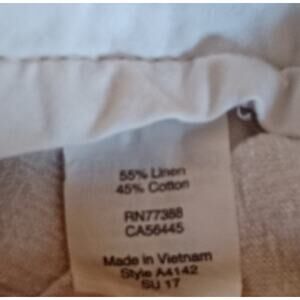 55% Linen
45% Cotton
RN77388
CA56445
Made in Vietnam
Style A4142
SU 17